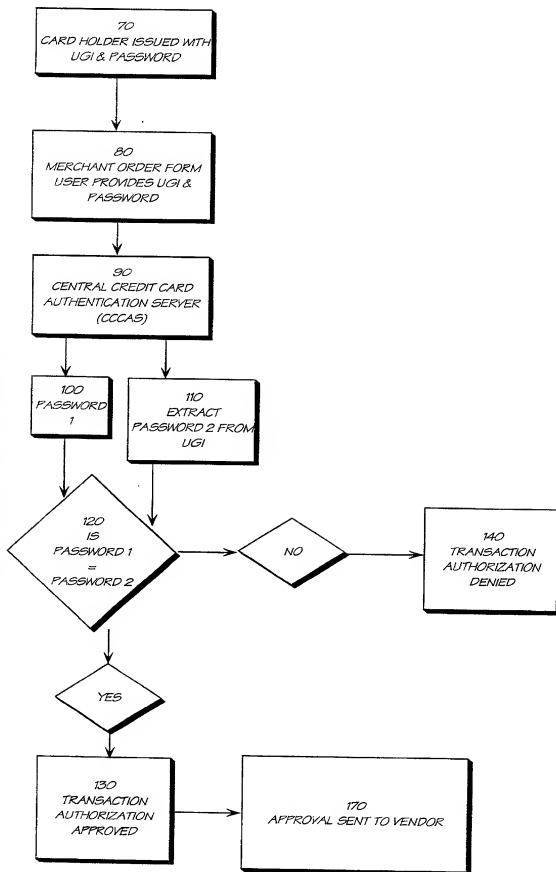 70
CARD HOLDER ISSUED WITH
UGI & PASSWORD
80
MERCHANT ORDER FORM
USER PROVIDES UGI &
PASSWORD
90
CENTRAL CREDIT CARD
AUTHENTICATION SERVER
(CCCAS)
100
PASSWORD
1
110
EXTRACT
PASSWORD 2 FROM
UGI
120
IS
PASSWORD 1
=
PASSWORD 2
NO
140
TRANSACTION
AUTHORIZATION
DENIED
YES
130
TRANSACTION
AUTHORIZATION
APPROVED
170
APPROVAL SENT TO VENDOR